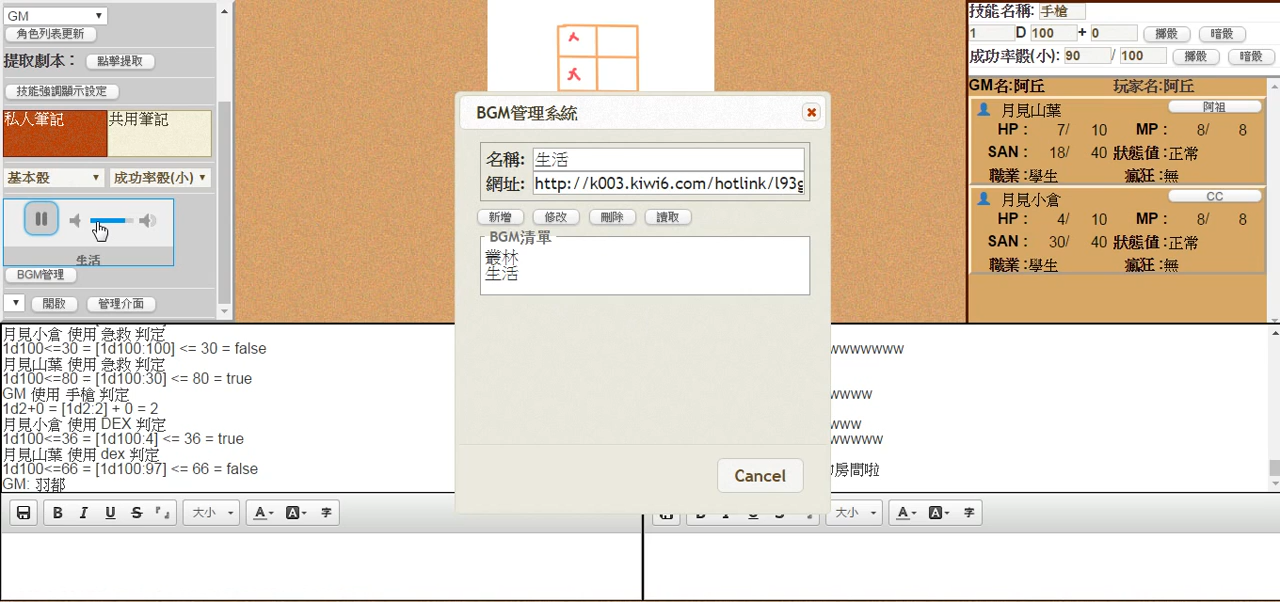 GM
角色列表更新
提取劇本： 點擊提取
技能強調顯示設定
私人筆記 共用筆記
基本骰 成功率骰(小)
生活
BGM管理
開啟 管理介面
人
人
BGM管理系統
名稱: 生活
網址: http://k003.kiwi6.com/hotlink/l93g
新增 修改 刪除 讀取
BGM清單
叢林
生活
Cancel
技能名稱: 手槍
1 D 100 + 0 擲骰 暗骰
成功率骰(小): 90 / 100 擲骰 暗骰
GM名:阿丘 玩家名:阿丘
月見山葉 阿祖
HP : 7/ 10 MP : 8/ 8
SAN : 18/ 40 狀態值 :正常
職業 :學生 瘋狂 :無
月見小倉 CC
HP : 4/ 10 MP : 8/ 8
SAN : 30/ 40 狀態值 :正常
職業 :學生 瘋狂 :無
月見小倉 使用 急救 判定
1d100<=30 = [1d100:100] <= 30 = false
月見山葉 使用 急救 判定
1d100<=80 = [1d100:30] <= 80 = true
GM 使用 手槍 判定
1d2+0 = [1d2:2] + 0 = 2
月見小倉 使用 DEX 判定
1d100<=36 = [1d100:4] <= 36 = true
月見山葉 使用 dex 判定
1d100<=66 = [1d100:97] <= 66 = false
GM: 羽都
wwwwwwww
wwww
www
wwwww
房間啦
B I U S 『』 大小 A A 字
大小 A A 字